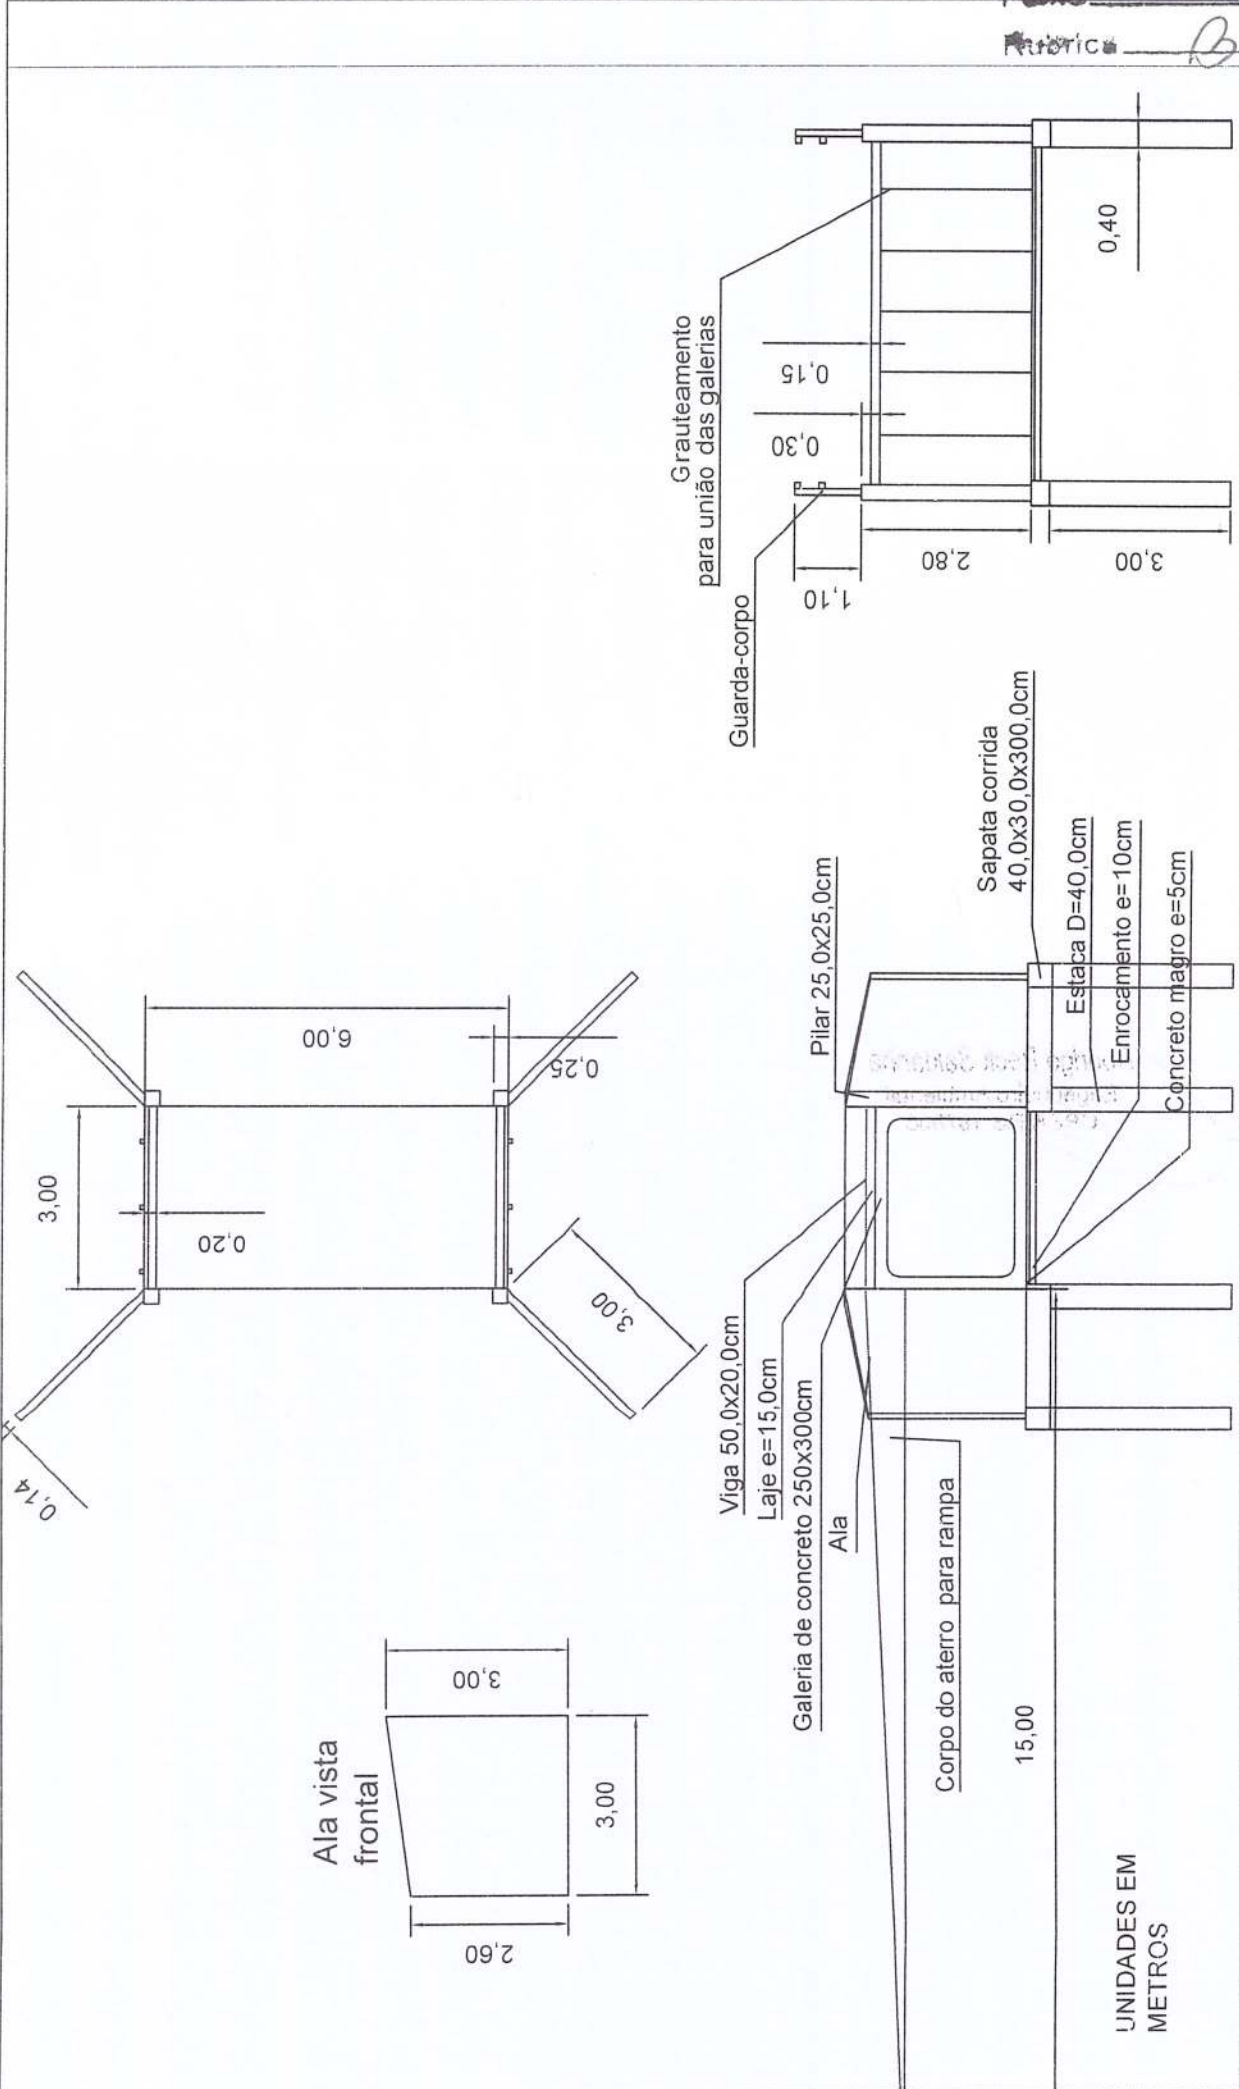 Rubrica
0,14
3,00
0,20
6,00
0,25
3,00
Ala vista
frontal
3,00
3,00
2,60
Grauteamento
para união das galerias
Guarda-corpo
0,30
0,15
1,10
2,80
3,00
0,40
Viga 50,0x20,0cm
Laje e=15,0cm
Galeria de concreto 250x300cm
Ala
Corpo do aterro para rampa
15,00
Pilar 25,0x25,0cm
Sapata corrida
40,0x30,0x300,0cm
Estaca D=40,0cm
Enrocamento e=10cm
Concreto magro e=5cm
UNIDADES EM
METROS